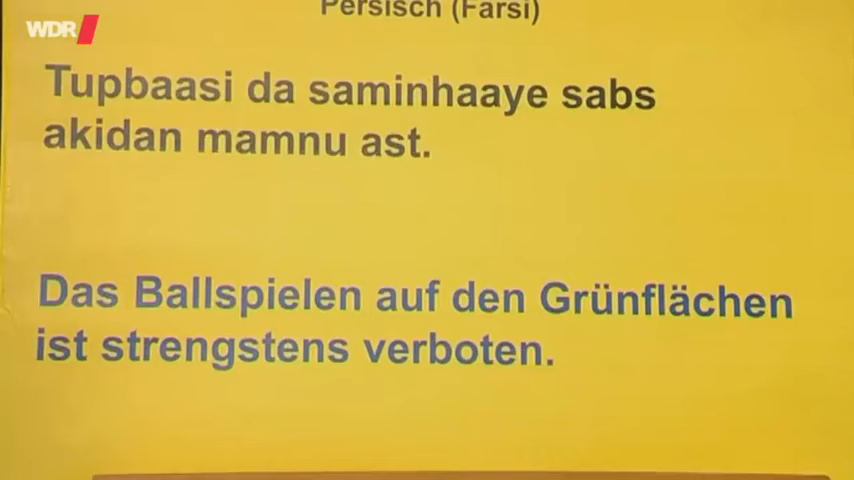 WDR
Persisch (Farsi)
Tupbaasi da saminhaaye sabs
akidan mamnu ast.
Das Ballspielen auf den Grünflächen
ist strengstens verboten.